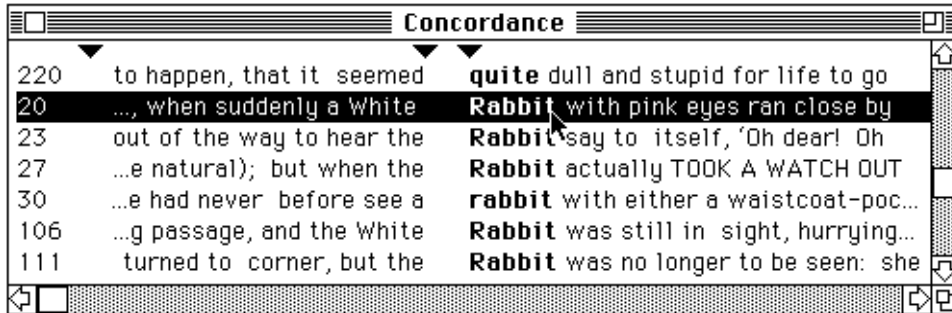 Concordance
220 to happen, that it seemed quite dull and stupid for life to go
20 ..., when suddenly a White Rabbit with pink eyes ran close by
23 out of the way to hear the Rabbit say to itself, 'Oh dear! Oh
27 ...e natural); but when the Rabbit actually TOOK A WATCH OUT
30 ...e had never before see a rabbit with either a waistcoat-poc...
106 ...g passage, and the White Rabbit was still in sight, hurrying...
111 turned to corner, but the Rabbit was no longer to be seen: she